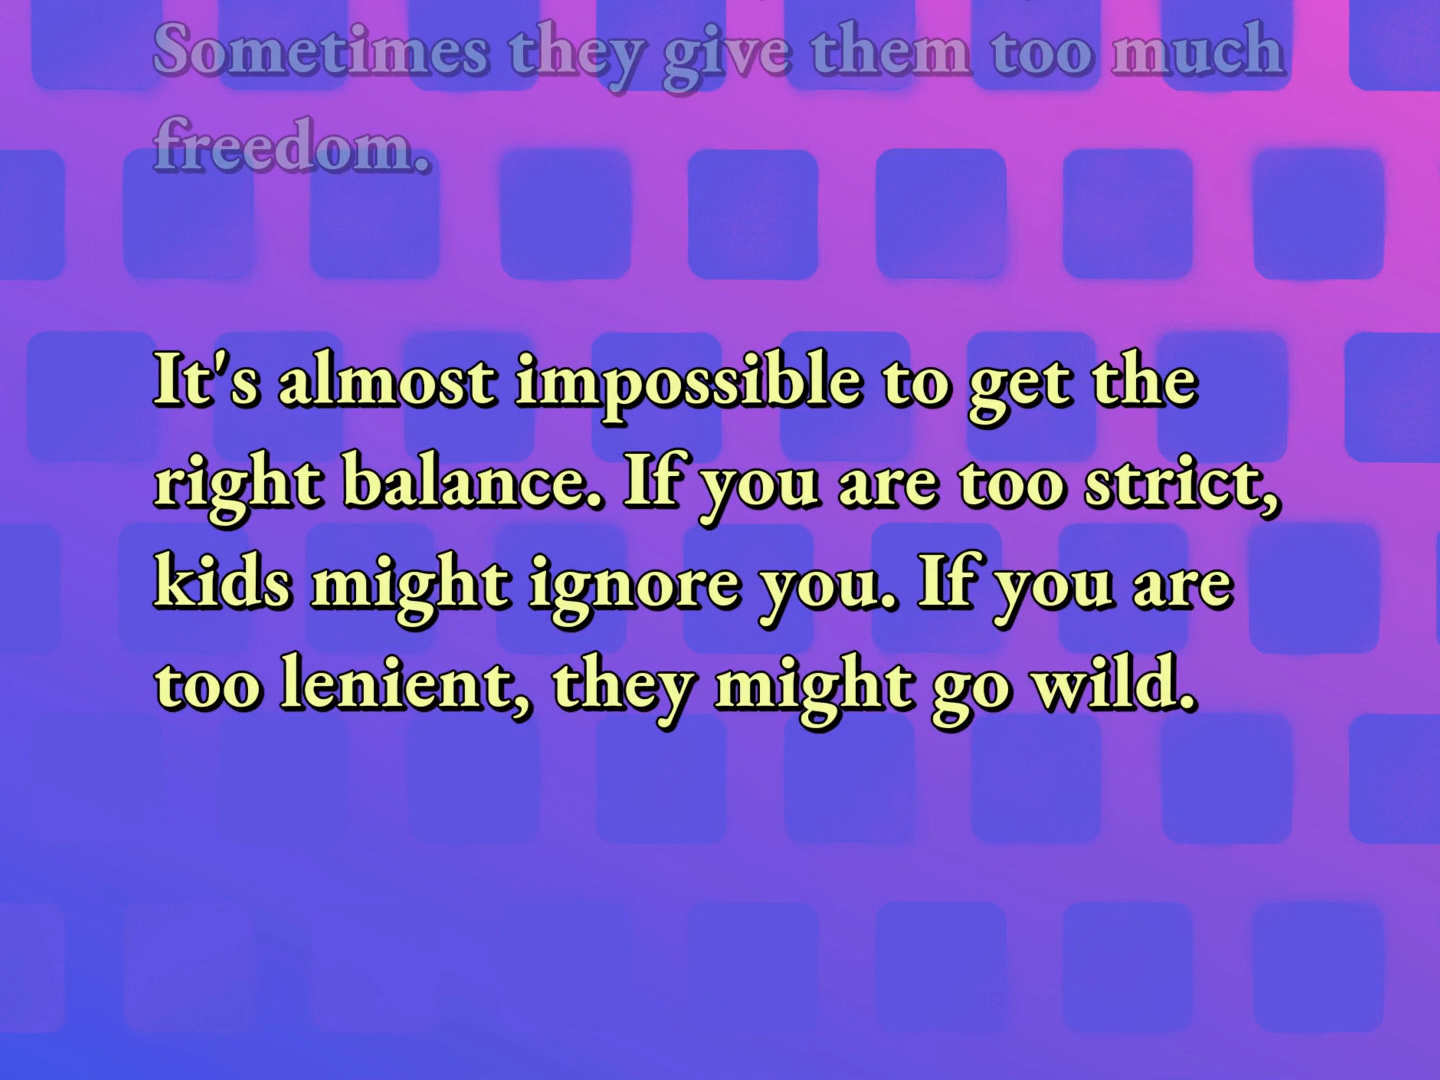 Sometimes they give them too much
freedom.
It's almost impossible to get the
right balance. If you are too strict,
kids might ignore you. If you are
too lenient, they might go wild.